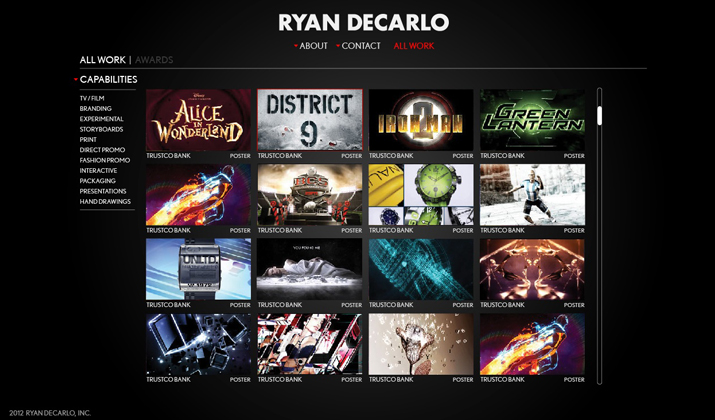 RYAN DECARLO
ABOUT CONTACT ALL WORK
ALL WORK | AWARDS
CAPABILITIES
TV / FILM
BRANDING
EXPERIMENTAL
STORYBOARDS
PRINT
DIRECT PROMO
FASHION PROMO
INTERACTIVE
PACKAGING
PRESENTATIONS
HAND DRAWINGS
Disney
ALICE
IN
WONDERLAND
DISTRICT
9
IRON MAN
2
GREEN
LANTERN
TRUSTCO BANK POSTER
TRUSTCO BANK POSTER
TRUSTCO BANK POSTER
TRUSTCO BANK POSTER
BCS
TRUSTCO BANK POSTER
TRUSTCO BANK POSTER
TRUSTCO BANK POSTER
TRUSTCO BANK POSTER
UNTD
TRUSTCO BANK POSTER
TRUSTCO BANK POSTER
TRUSTCO BANK POSTER
TRUSTCO BANK POSTER
TRUSTCO BANK POSTER
TRUSTCO BANK POSTER
TRUSTCO BANK POSTER
TRUSTCO BANK POSTER
2012 RYAN DECARLO, INC.